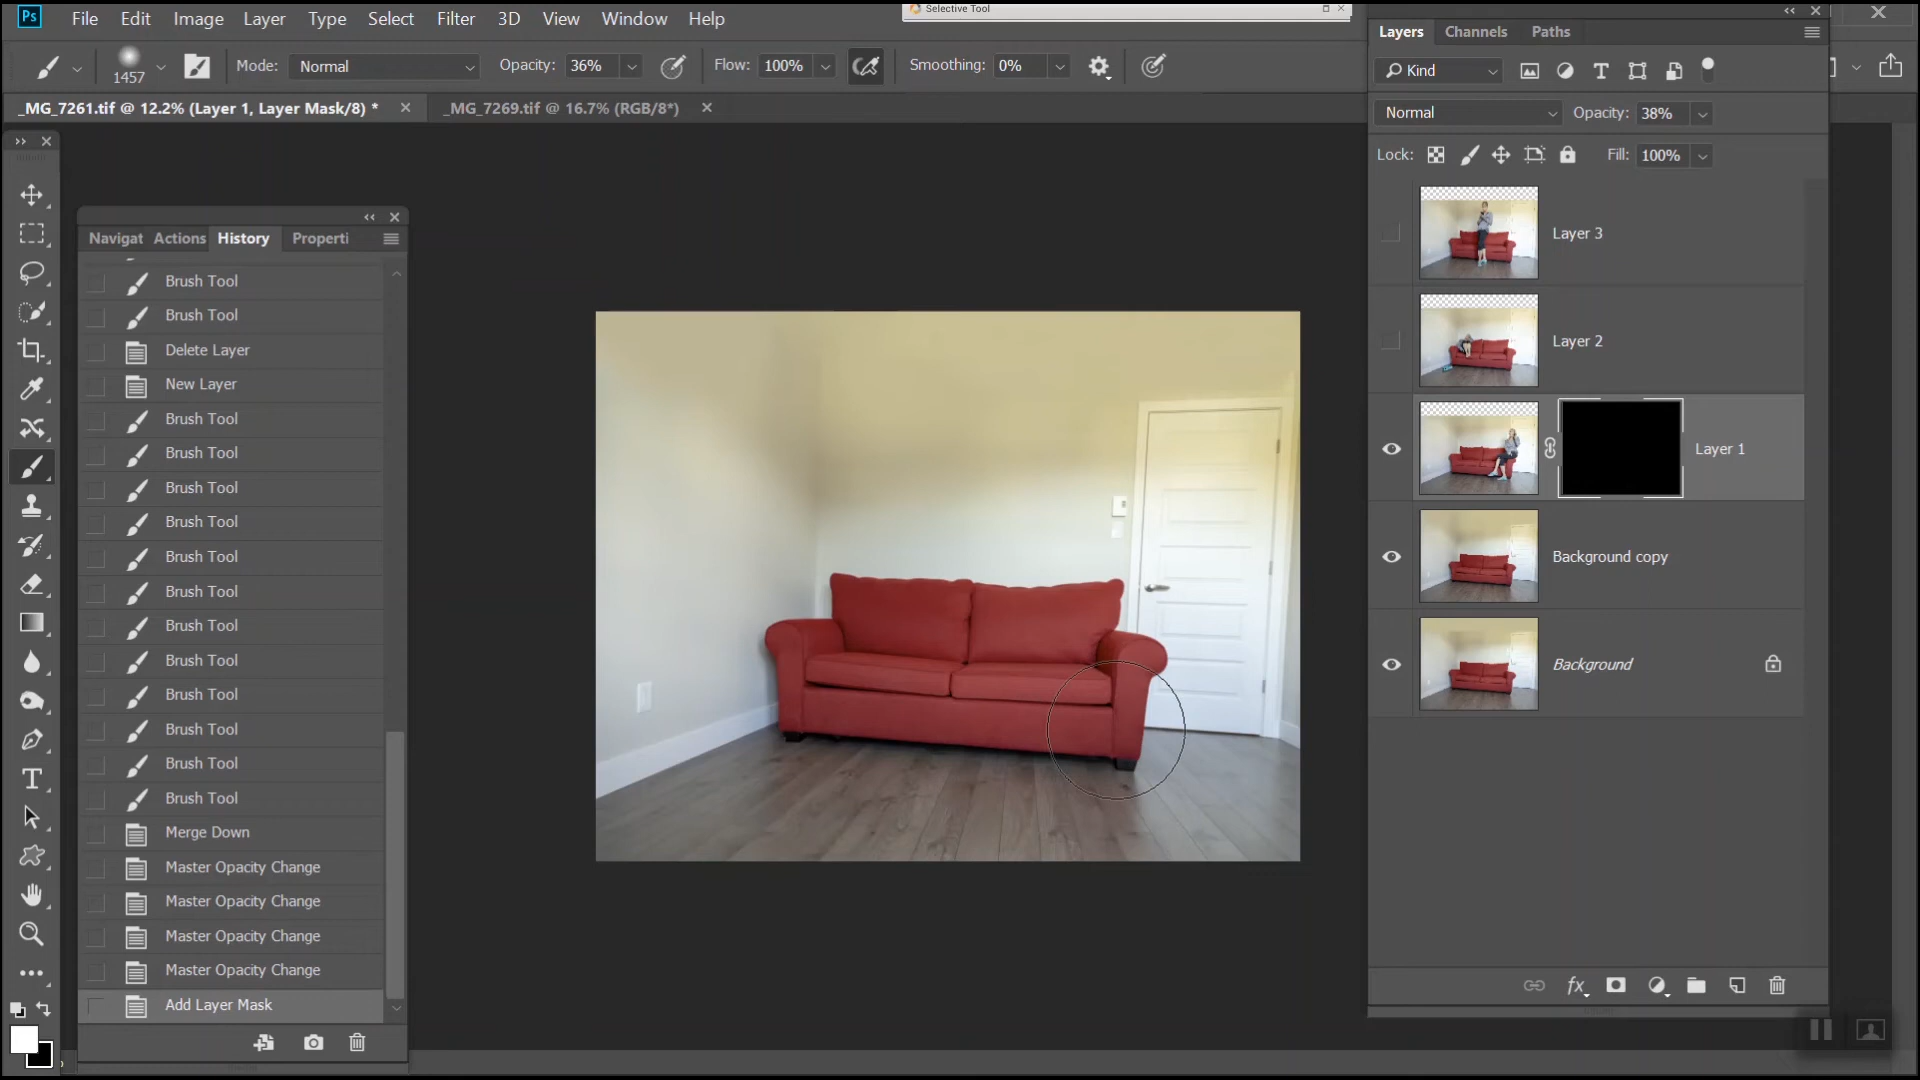 Ps File Edit Image Layer Type Select Filter 3D View Window Help
Selective Tool
1457 Mode: Normal Opacity: 36% Flow: 100% Smoothing: 0%
_MG_7261.tif @ 12.2% (Layer 1, Layer Mask/8) * _MG_7269.tif @ 16.7% (RGB/8*)
Navigat Actions History Properti
Brush Tool
Brush Tool
Delete Layer
New Layer
Brush Tool
Brush Tool
Brush Tool
Brush Tool
Brush Tool
Brush Tool
Brush Tool
Brush Tool
Brush Tool
Brush Tool
Brush Tool
Brush Tool
Merge Down
Master Opacity Change
Master Opacity Change
Master Opacity Change
Master Opacity Change
Add Layer Mask
Layers Channels Paths
Kind
Normal Opacity: 38%
Lock: Fill: 100%
Layer 3
Layer 2
Layer 1
Background copy
Background
fx